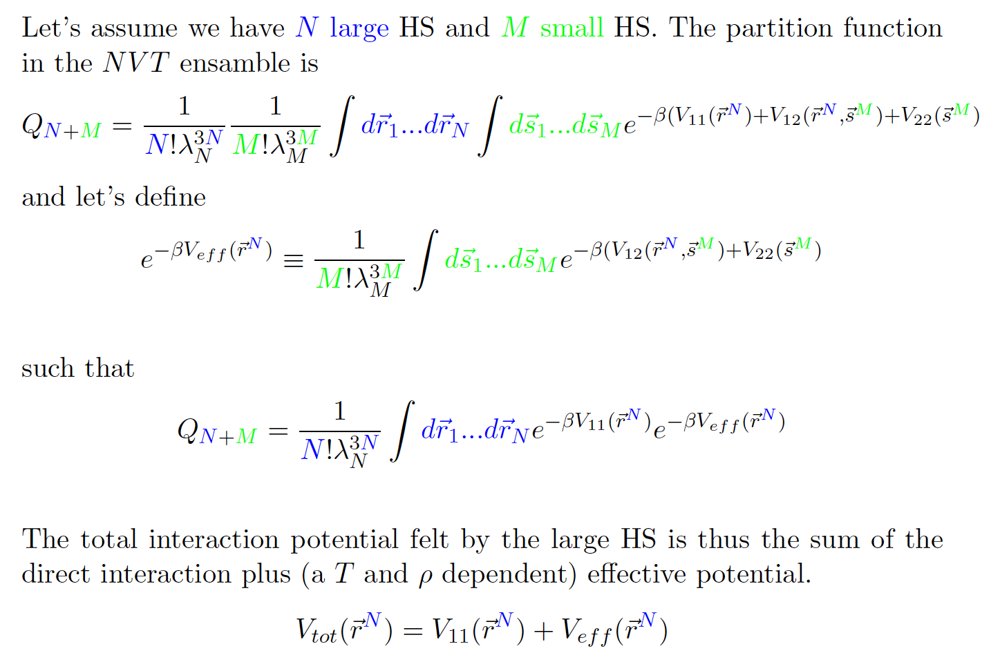 Let's assume we have N large HS and M small HS. The partition function
in the NVT ensamble is
$Q_{N+M} = \frac{1}{N!\lambda_N^{3N}} \frac{1}{M!\lambda_M^{3M}} \int d\vec{r}_1...d\vec{r}_N \int d\vec{s}_1...d\vec{s}_M e^{-\beta(V_{11}(\vec{r}^N)+V_{12}(\vec{r}^N,\vec{s}^M)+V_{22}(\vec{s}^M)}$
and let's define
$e^{-\beta V_{eff}(\vec{r}^N)} \equiv \frac{1}{M!\lambda_M^{3M}} \int d\vec{s}_1...d\vec{s}_M e^{-\beta(V_{12}(\vec{r}^N,\vec{s}^M)+V_{22}(\vec{s}^M)}$
such that
$Q_{N+M} = \frac{1}{N!\lambda_N^{3N}} \int d\vec{r}_1...d\vec{r}_N e^{-\beta V_{11}(\vec{r}^N)} e^{-\beta V_{eff}(\vec{r}^N)}$
The total interaction potential felt by the large HS is thus the sum of the
direct interaction plus (a T and ρ dependent) effective potential.
$V_{tot}(\vec{r}^N) = V_{11}(\vec{r}^N) + V_{eff}(\vec{r}^N)$